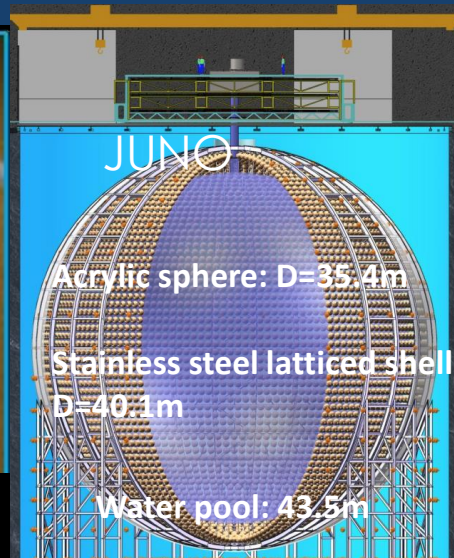 JUNO
Acrylic sphere: D=35.4m
Stainless steel latticed shell
D=40.1m
Water pool: 43.5m